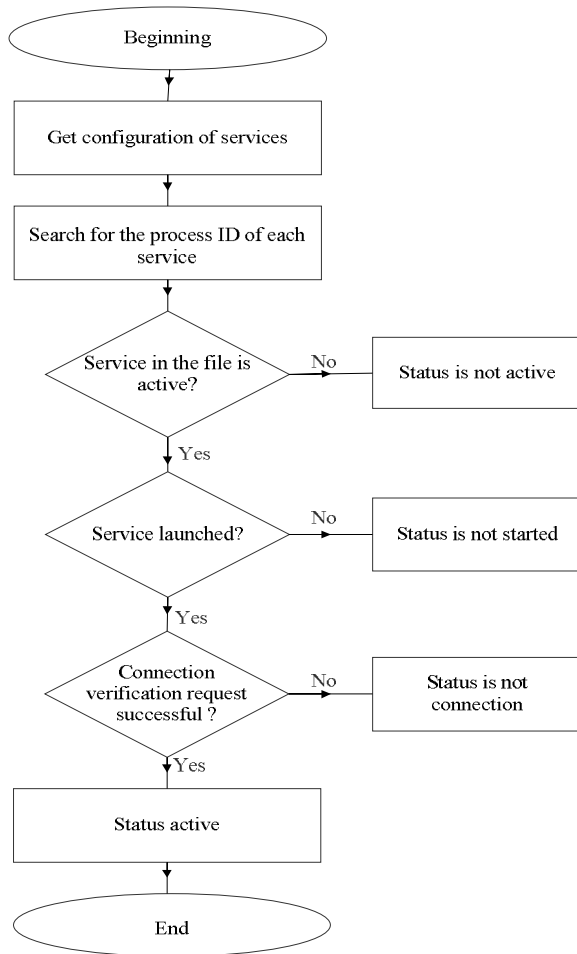 Beginning
Get configuration of services
Search for the process ID of each
service
Service in the file is
active?
No
Status is not active
Yes
Service launched?
No
Status is not started
Yes
Connection
verification request
successful ?
No
Status is not
connection
Yes
Status active
End